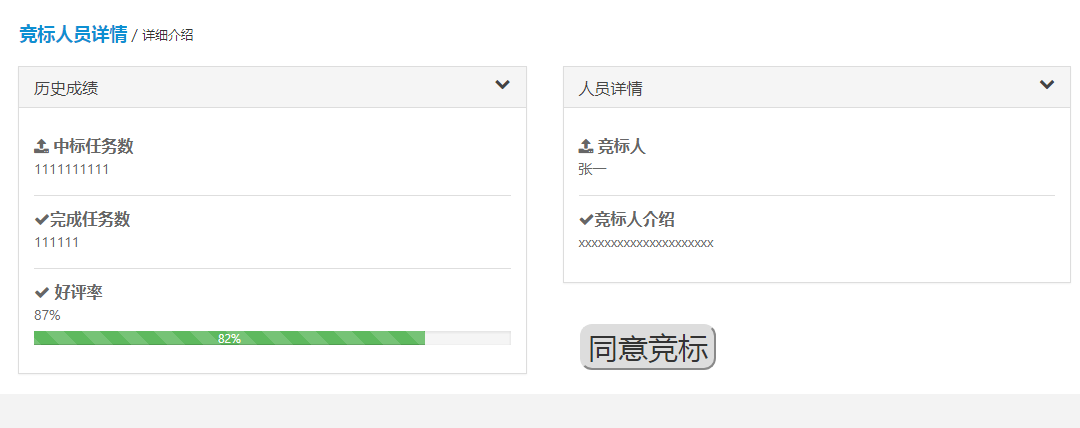 竞标人员详情 / 详细介绍
历史成绩
中标任务数
1111111111
完成任务数
111111
好评率
87%
82%
人员详情
竞标人
张一
竞标人介绍
xxxxxxxxxxxxxxxxxxxxx
同意竞标